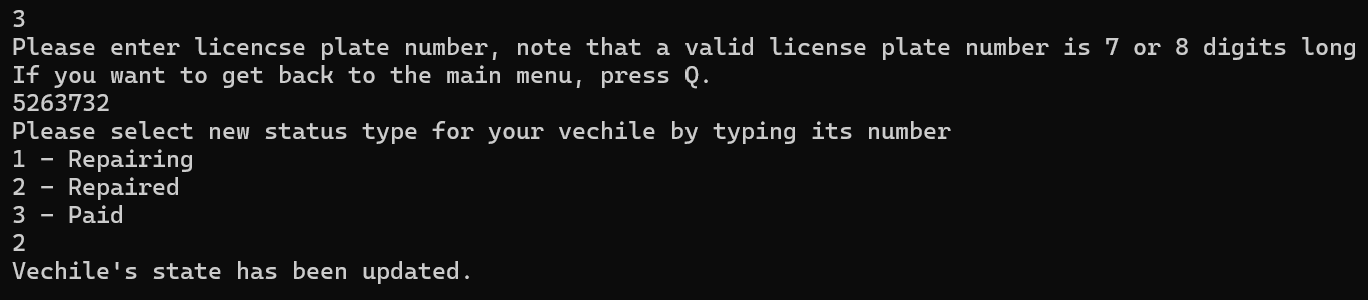 3
Please enter licencse plate number, note that a valid license plate number is 7 or 8 digits long
If you want to get back to the main menu, press Q.
5263732
Please select new status type for your vechile by typing its number
1 - Repairing
2 - Repaired
3 - Paid
2
Vechile's state has been updated.